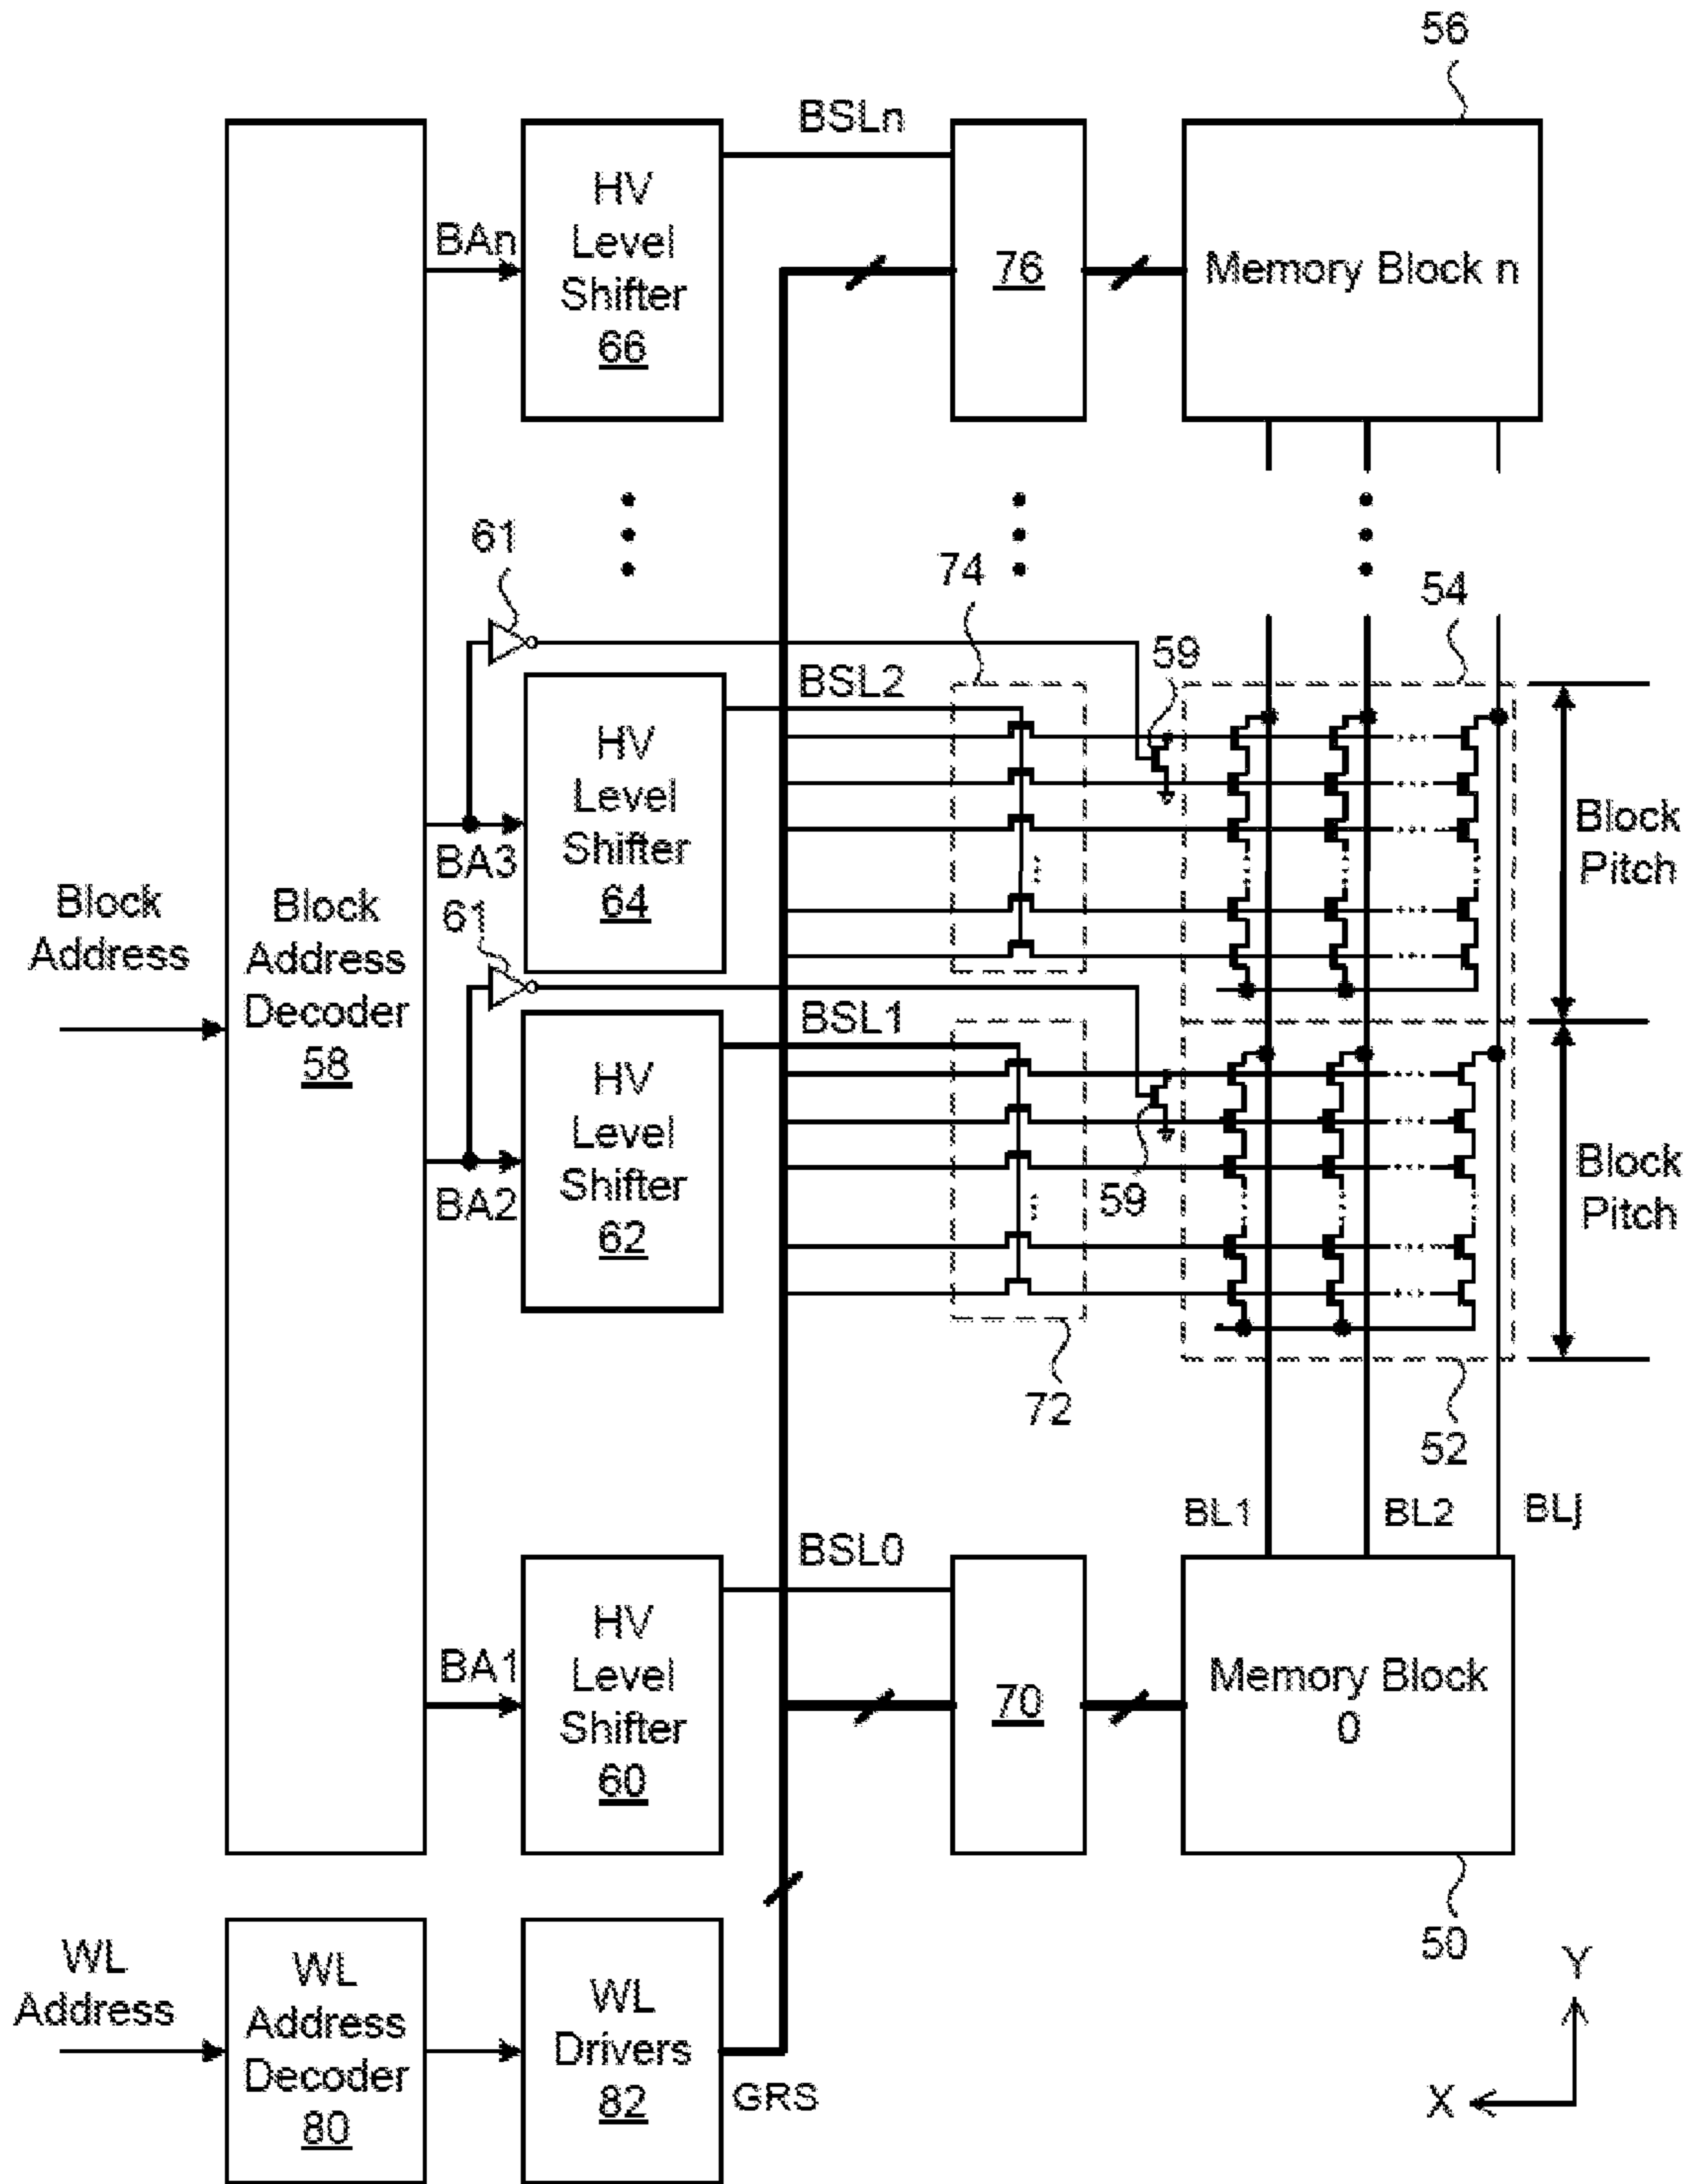 56
BSLn
HV
Level
Shifter
66
BAn
76
Memory Block n
61
74
54
59
BSL2
HV
Level
Shifter
64
BA3
Block
Pitch
Block
Address
Block
Address
Decoder
58
61
BSL1
HV
Level
Shifter
62
BA2
59
Block
Pitch
72
52
BL1
BL2
BLj
BSL0
HV
Level
Shifter
60
BA1
70
Memory Block
0
50
WL
Address
WL
Address
Decoder
80
WL
Drivers
82
GRS
Y
X